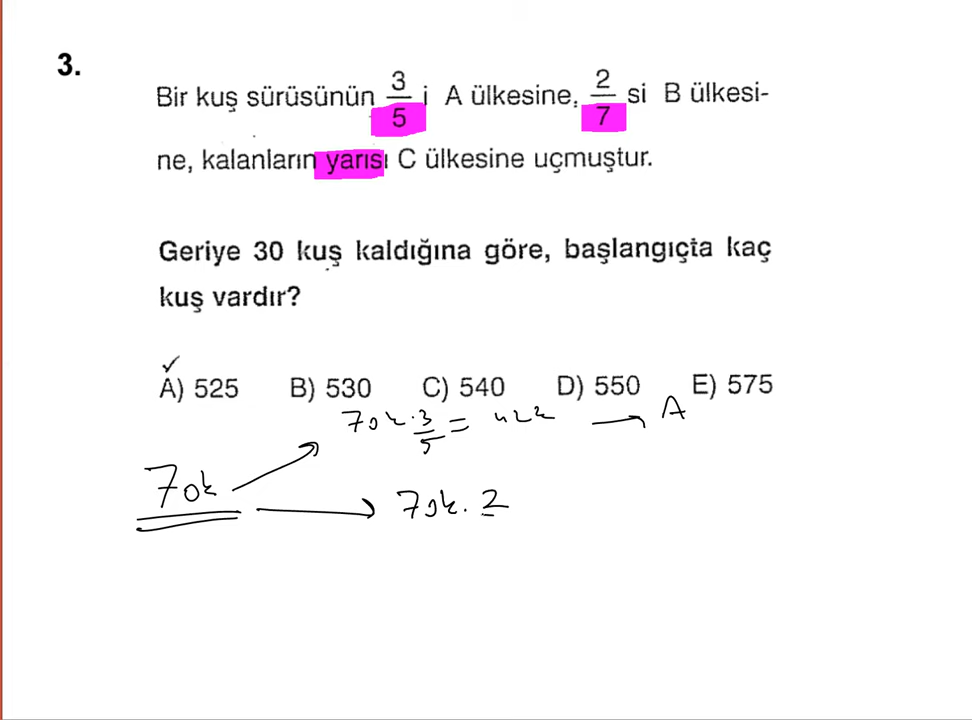 3.
Bir kuş sürüsünün 3/5 i A ülkesine, 2/7 si B ülkesi-
ne, kalanların yarısı C ülkesine uçmuştur.
Geriye 30 kuş kaldığına göre, başlangıçta kaç
kuş vardır?
A) 525 B) 530 C) 540 D) 550 E) 575
70k · 3/5 = 42k → A
70k → 70k · 2